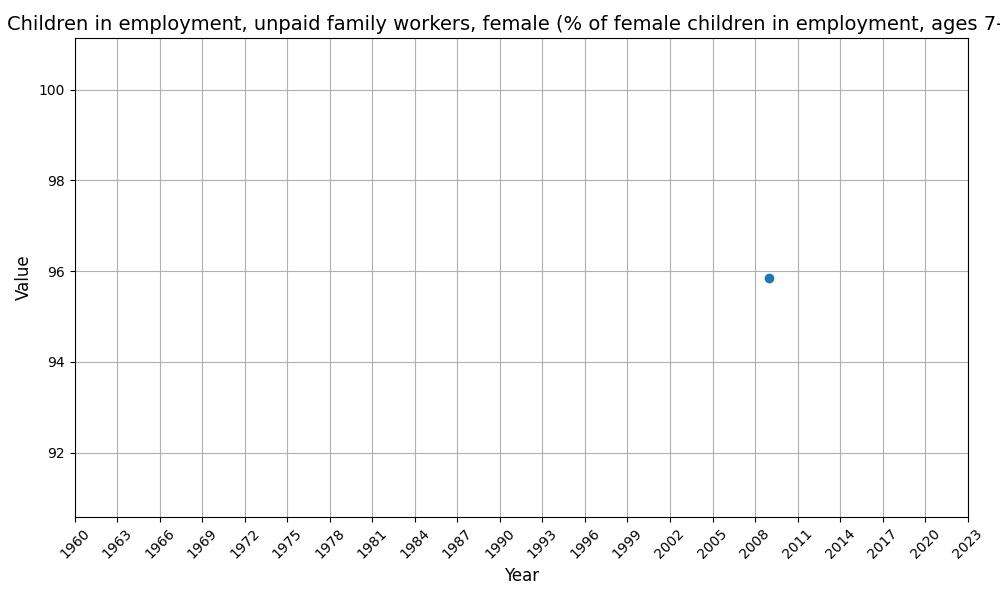 Children in employment, unpaid family workers, female (% of female children in employment, ages 7-
100
98
96
94
92
Value
1960 1963 1966 1969 1972 1975 1978 1981 1984 1987 1990 1993 1996 1999 2002 2005 2008 2011 2014 2017 2020 2023
Year